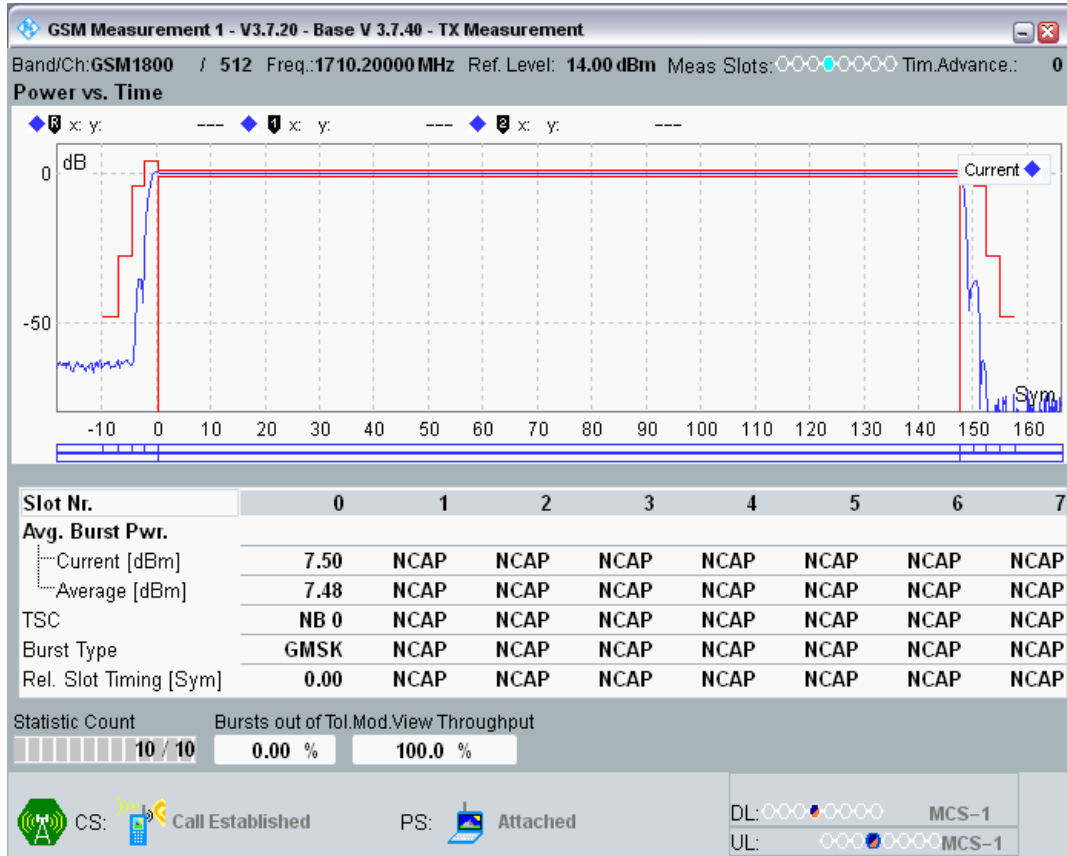 GSM Measurement 1 - V3.7.20 - Base V 3.7.40 - TX Measurement
Band/Ch:GSM1800 / 512 Freq.:1710.20000 MHz Ref. Level: 14.00 dBm Meas Slots: Tim.Advance.: 0
Power vs. Time
R x: y: --- 1 x: y: --- 2 x: y: ---
dB
Current
0
-50
Sym
-10 0 10 20 30 40 50 60 70 80 90 100 110 120 130 140 150 160
Slot Nr. 0 1 2 3 4 5 6 7
Avg. Burst Pwr.
Current [dBm] 7.50 NCAP NCAP NCAP NCAP NCAP NCAP NCAP
Average [dBm] 7.48 NCAP NCAP NCAP NCAP NCAP NCAP NCAP
TSC NB 0 NCAP NCAP NCAP NCAP NCAP NCAP NCAP
Burst Type GMSK NCAP NCAP NCAP NCAP NCAP NCAP NCAP
Rel. Slot Timing [Sym] 0.00 NCAP NCAP NCAP NCAP NCAP NCAP NCAP
Statistic Count Bursts out of Tol. Mod.View Throughput
10 / 10 0.00 % 100.0 %
CS: Call Established PS: Attached
DL: MCS-1
UL: MCS-1